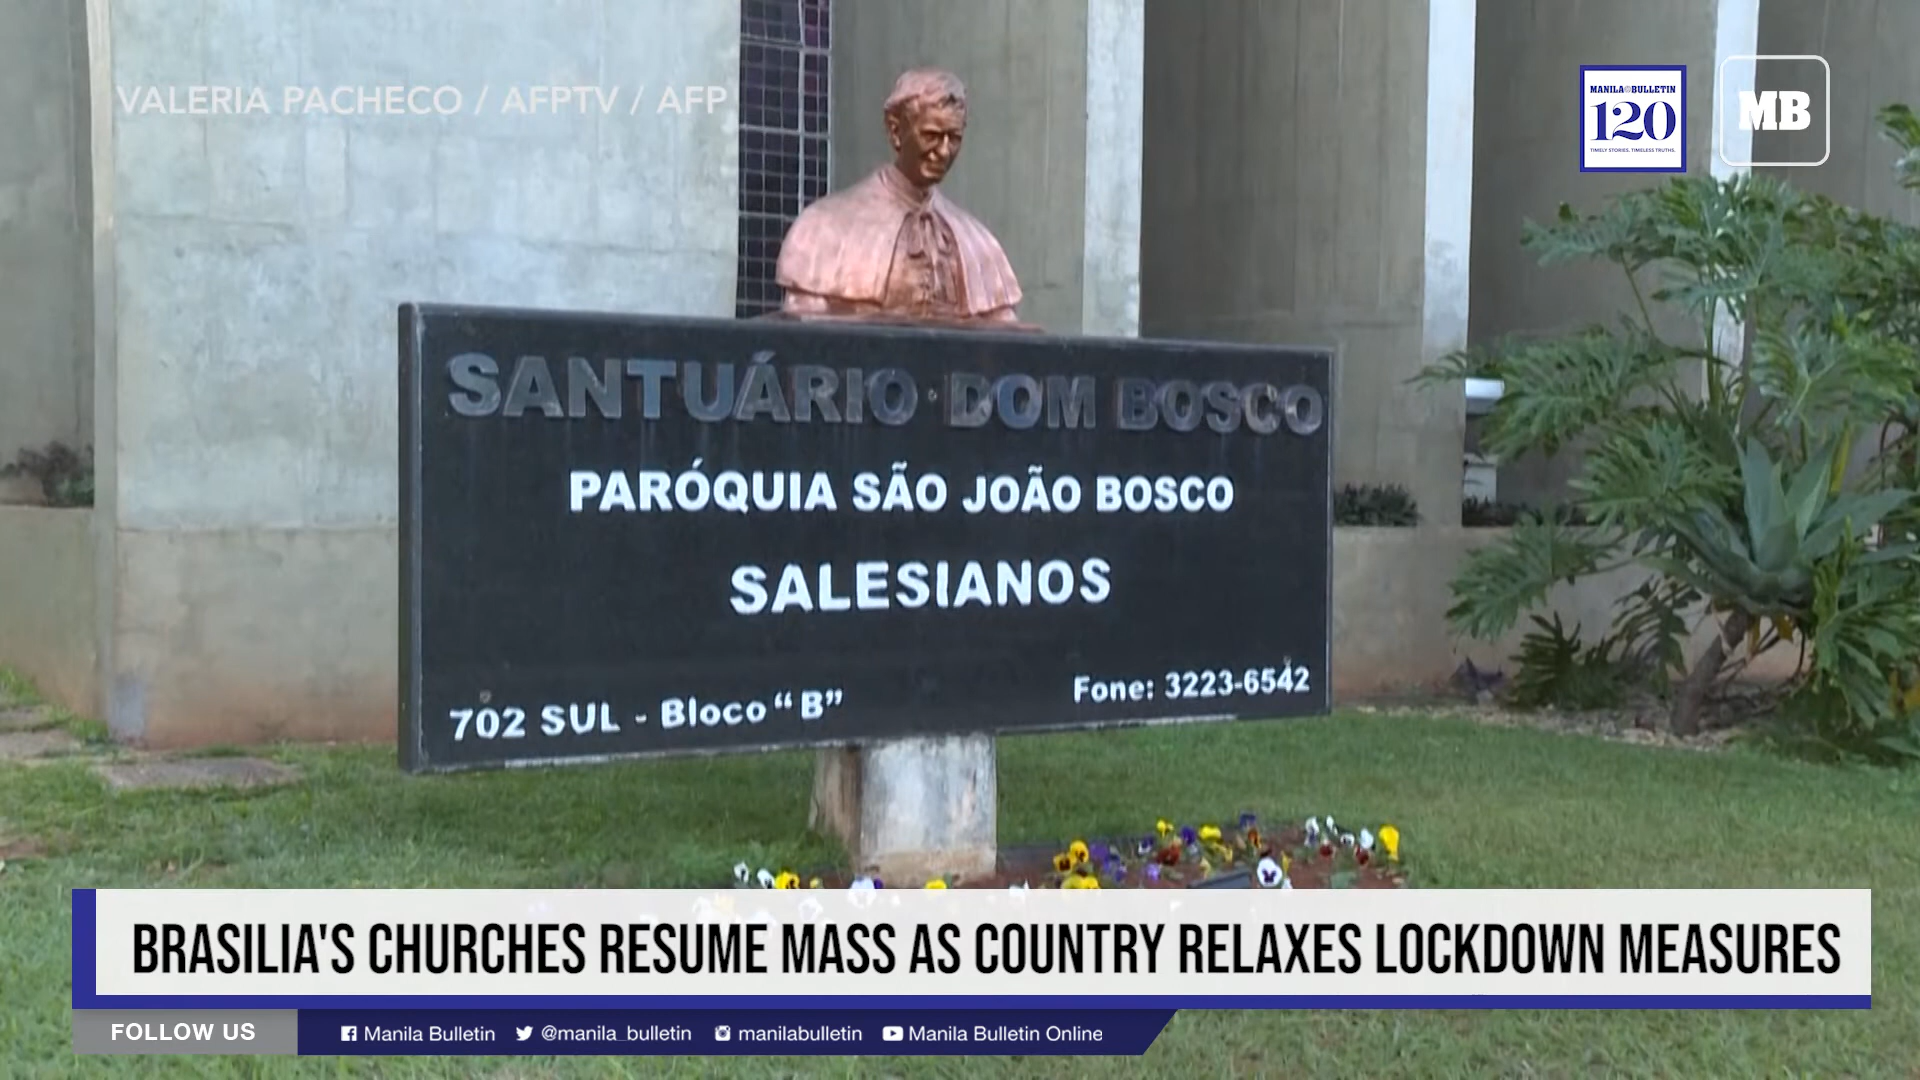 VALERIA PACHECO / AFPTV / AFP
MANILA BULLETIN
120
TIMELY STORIES. TIMELESS TRUTHS.
MB
SANTUÁRIO · DOM BOSCO
PARÓQUIA SÃO JOÃO BOSCO
SALESIANOS
702 SUL - Bloco “B”
Fone: 3223-6542
BRASILIA'S CHURCHES RESUME MASS AS COUNTRY RELAXES LOCKDOWN MEASURES
FOLLOW US
Manila Bulletin
@manila_bulletin
manilabulletin
Manila Bulletin Online